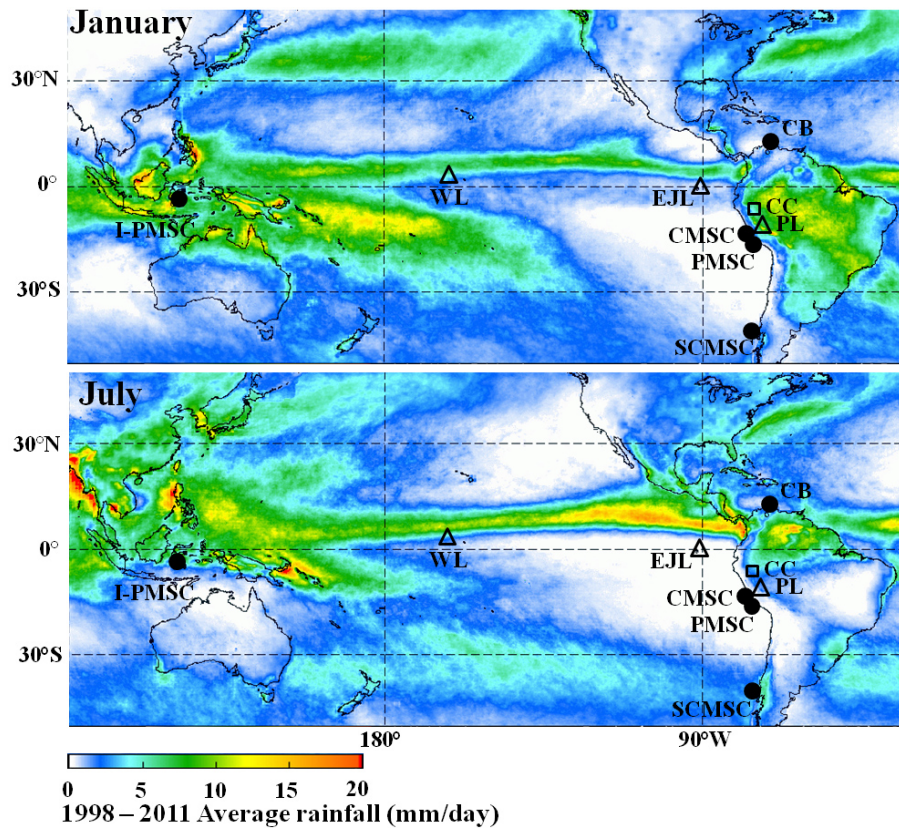 January
30°N
CB
0°
WL
EJL
CC
I-PMSC
CMSC
PL
PMSC
30°S
SCMSC
July
30°N
CB
0°
WL
EJL
CC
I-PMSC
CMSC
PL
PMSC
30°S
SCMSC
180° 90°W
0 5 10 15 20
1998 – 2011 Average rainfall (mm/day)